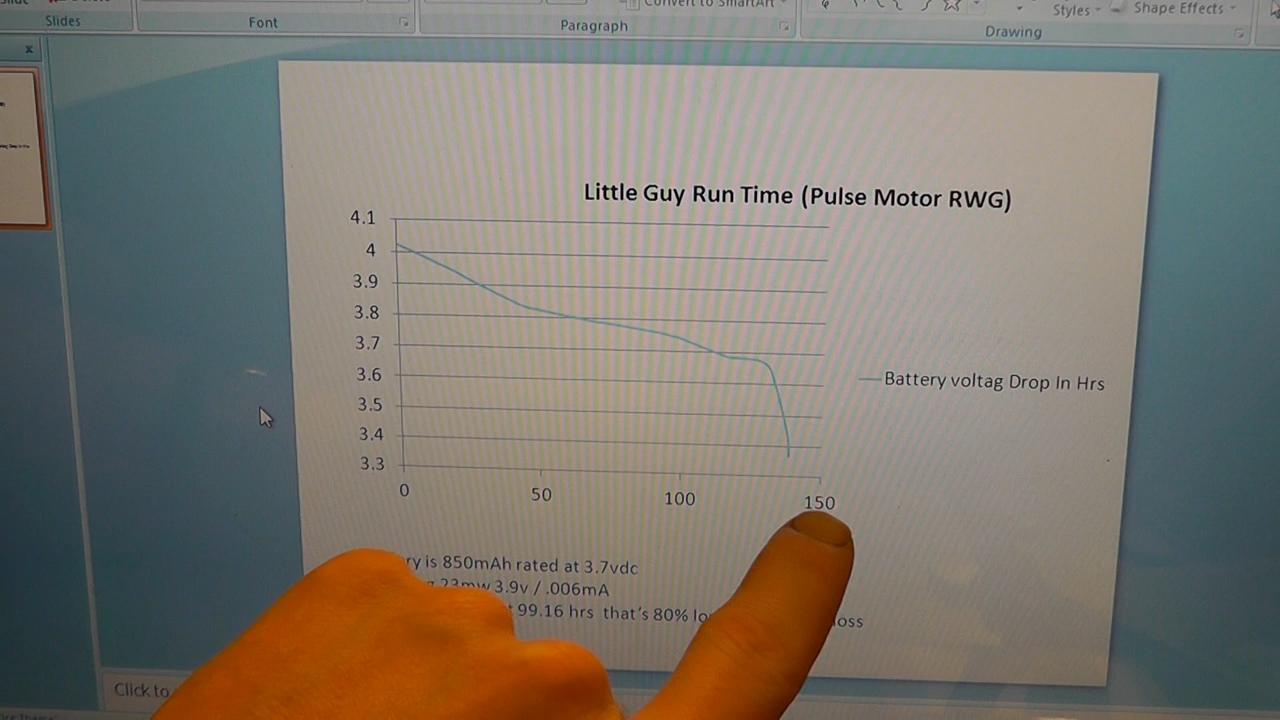 Convert to SmartArt
Styles
Shape Effects
Slides
Font
Paragraph
Drawing
x
Little Guy Run Time (Pulse Motor RWG)
4.1
4
3.9
3.8
3.7
3.6
3.5
3.4
3.3
0
50
100
150
Battery voltag Drop In Hrs
ry is 850mAh rated at 3.7vdc
23mw 3.9v / .006mA
99.16 hrs that's 80% lo
loss
Click to